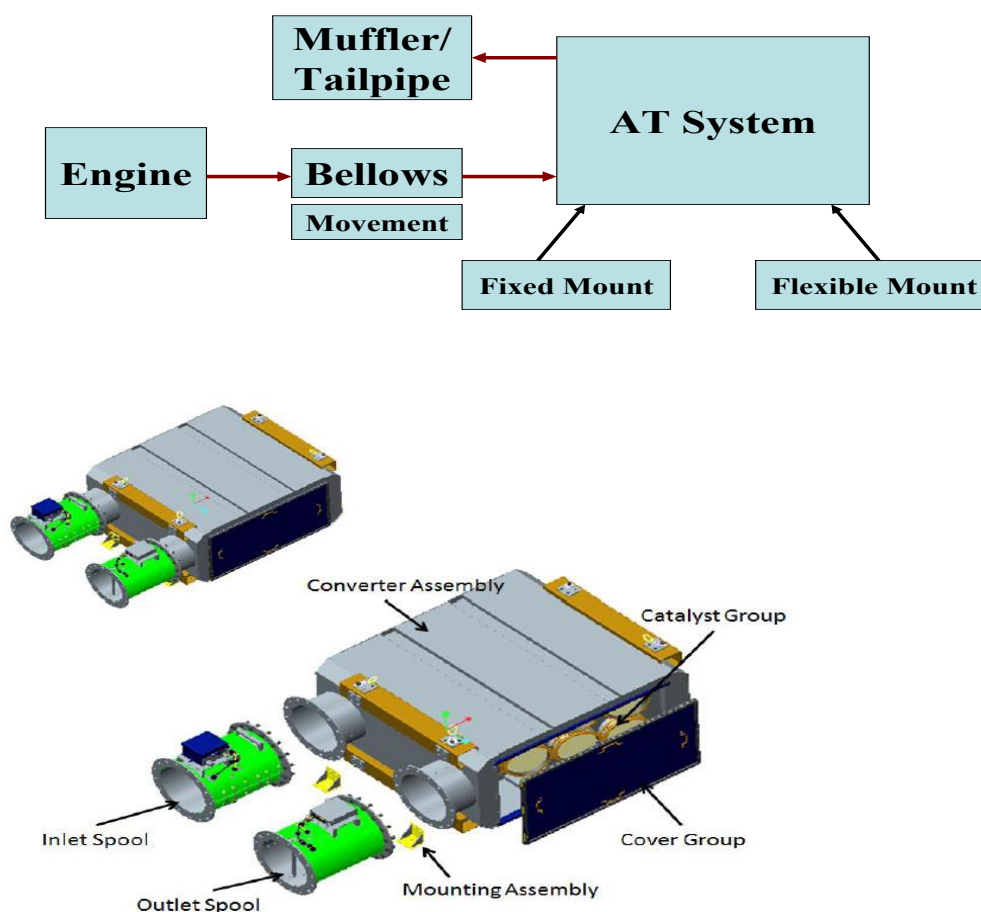 Muffler/
Tailpipe
AT System
Engine
Bellows
Movement
Fixed Mount
Flexible Mount
Converter Assembly
Catalyst Group
Inlet Spool
Cover Group
Mounting Assembly
Outlet Spool